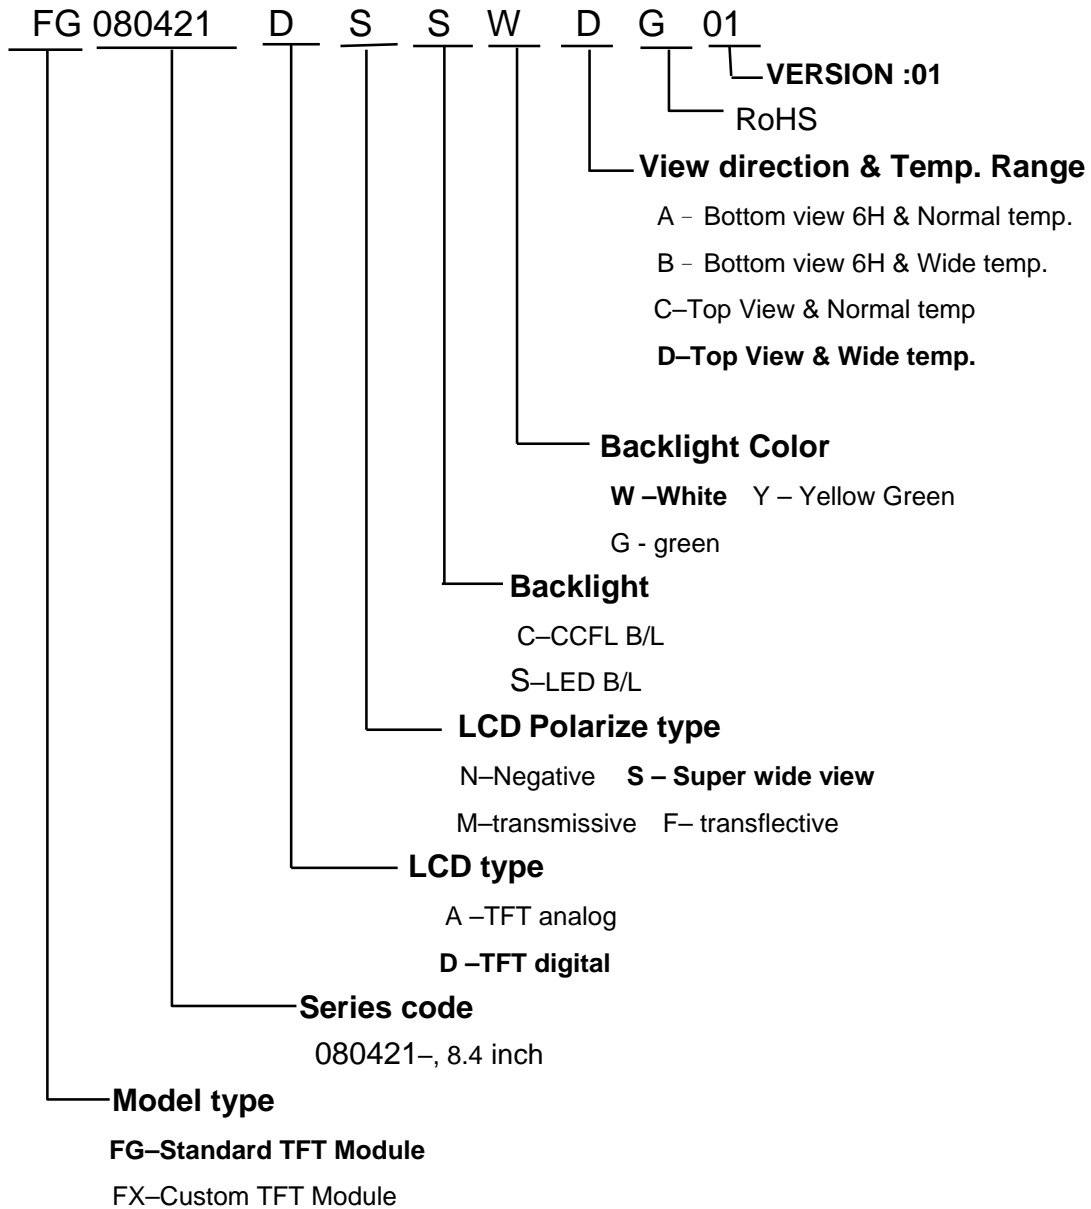 FG 080421 D S S W D G 01
VERSION :01
RoHS
View direction & Temp. Range
A – Bottom view 6H & Normal temp.
B – Bottom view 6H & Wide temp.
C–Top View & Normal temp
D–Top View & Wide temp.
Backlight Color
W –White Y – Yellow Green
G - green
Backlight
C–CCFL B/L
S–LED B/L
LCD Polarize type
N–Negative S – Super wide view
M–transmissive F– transflective
LCD type
A –TFT analog
D –TFT digital
Series code
080421–, 8.4 inch
Model type
FG–Standard TFT Module
FX–Custom TFT Module